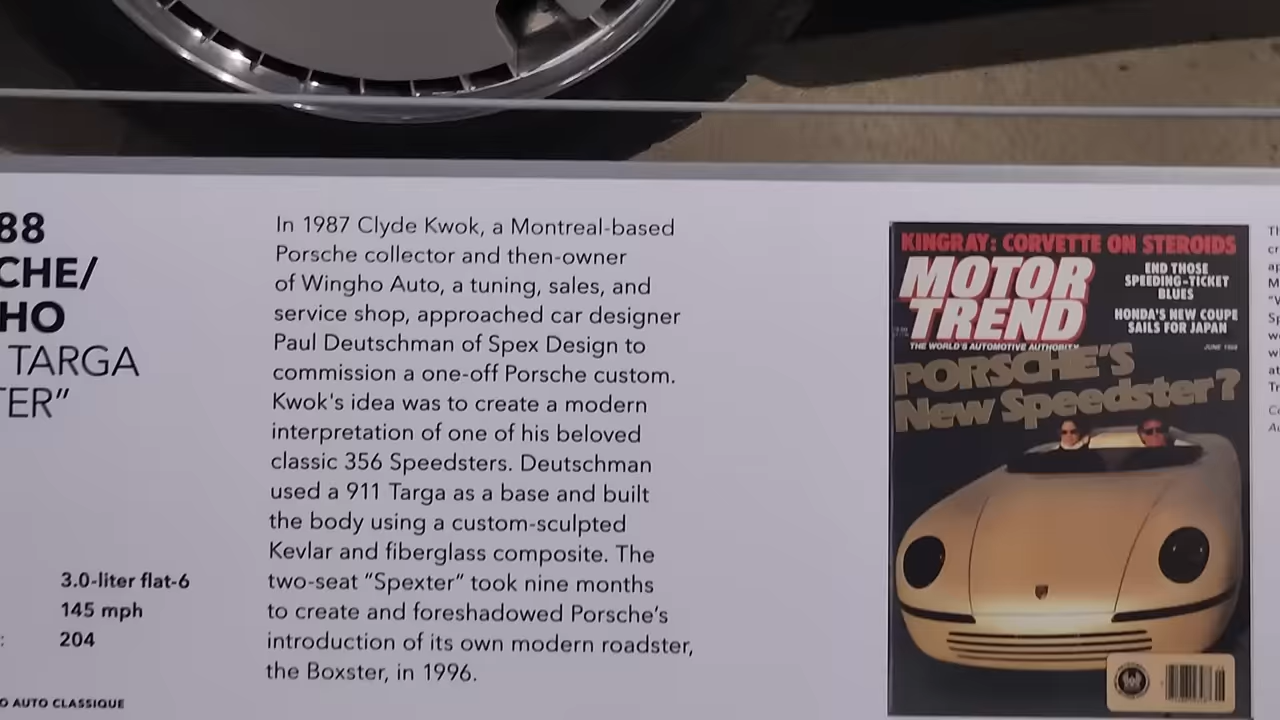 88
CHE/
HO
TARGA
TER”
3.0-liter flat-6
145 mph
: 204
O AUTO CLASSIQUE
In 1987 Clyde Kwok, a Montreal-based
Porsche collector and then-owner
of Wingho Auto, a tuning, sales, and
service shop, approached car designer
Paul Deutschman of Spex Design to
commission a one-off Porsche custom.
Kwok's idea was to create a modern
interpretation of one of his beloved
classic 356 Speedsters. Deutschman
used a 911 Targa as a base and built
the body using a custom-sculpted
Kevlar and fiberglass composite. The
two-seat “Spexter” took nine months
to create and foreshadowed Porsche’s
introduction of its own modern roadster,
the Boxster, in 1996.
KINGRAY: CORVETTE ON STEROIDS
MOTOR
TREND
THE WORLD'S AUTOMOTIVE AUTHORITY
END THOSE
SPEEDING-TICKET
BLUES
HONDA'S NEW COUPE
SAILS FOR JAPAN
PORSCHE'S
New Speedster?